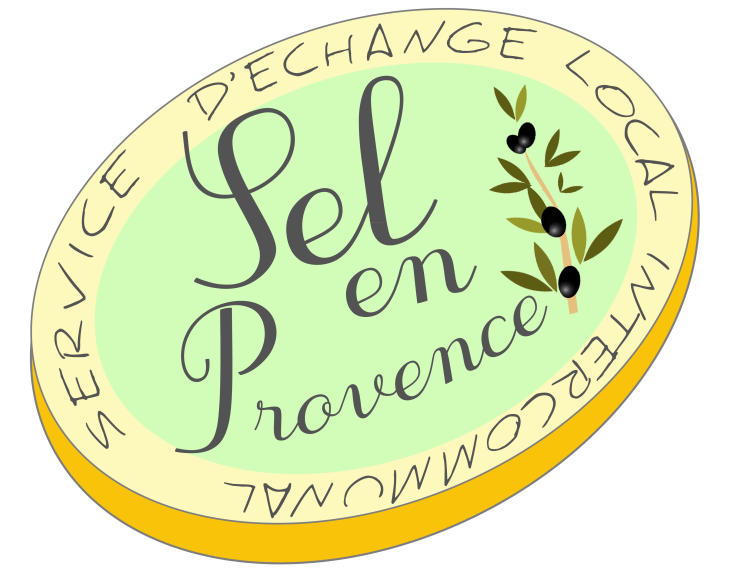 SERVICE D'ECHANGE LOCAL INTERCOMMUNAL
Sel
en
Provence